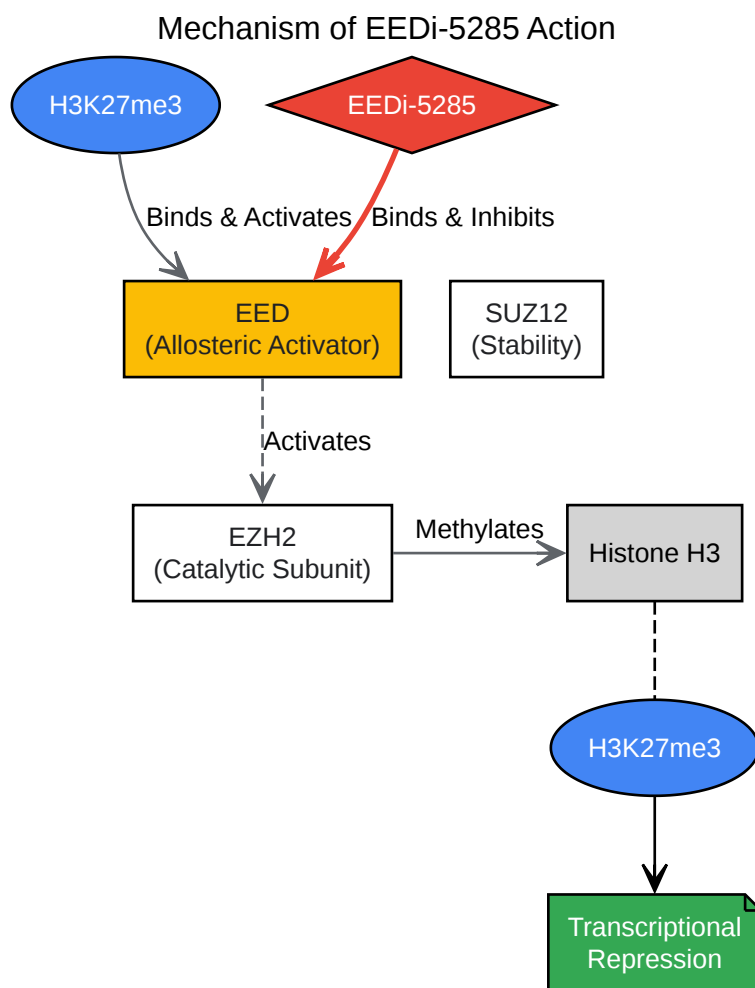 Mechanism of EEDi-5285 Action
H3K27me3
EEDi-5285
Binds & Activates
Binds & Inhibits
EED
(Allosteric Activator)
SUZ12
(Stability)
Activates
EZH2
(Catalytic Subunit)
Methylates
Histone H3
H3K27me3
Transcriptional
Repression